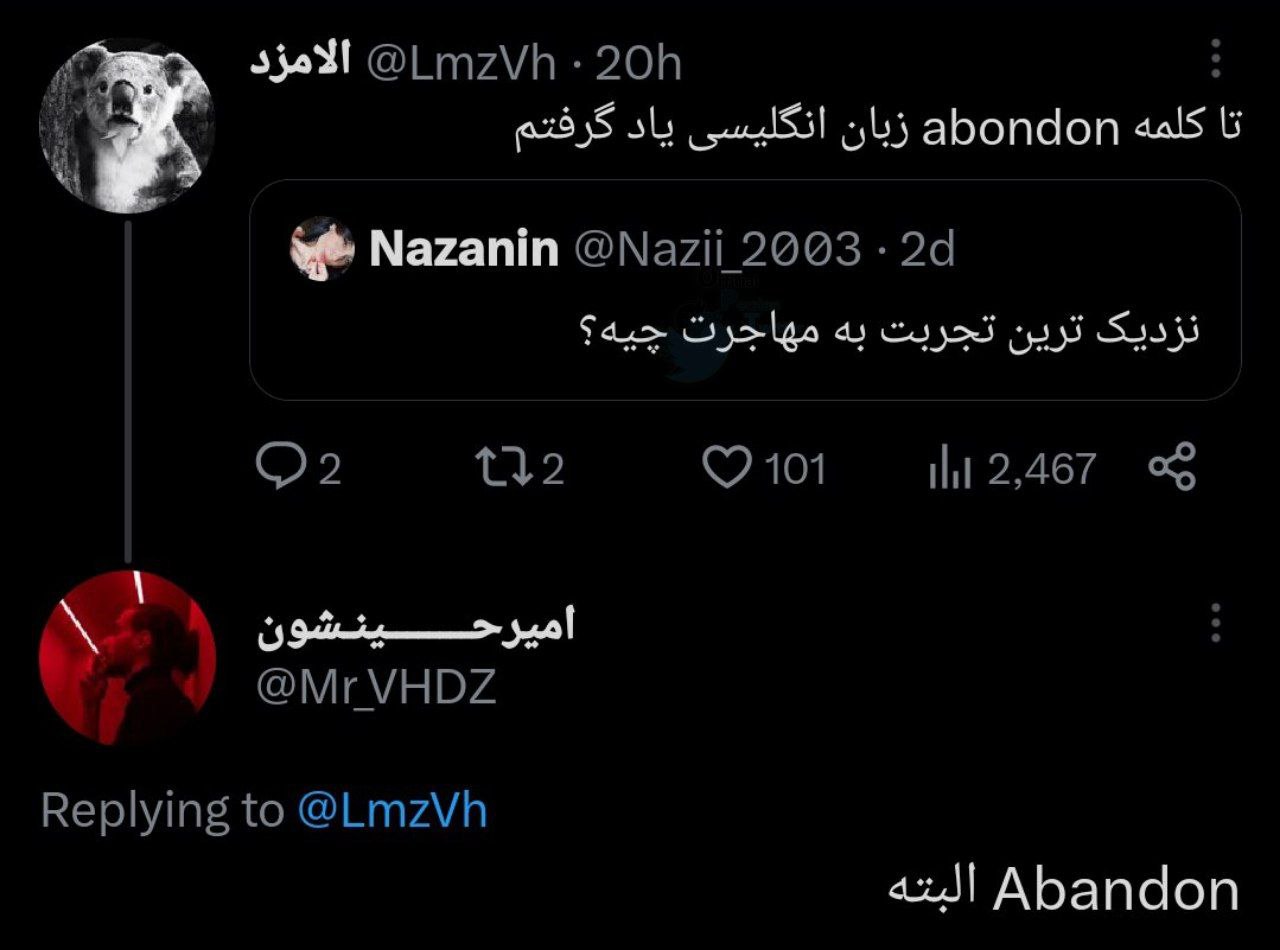 الامزد @LmzVh · 20h
تا کلمه abondon زبان انگلیسی یاد گرفتم
Nazanin @Nazii_2003 · 2d
نزدیک ترین تجربت به مهاجرت چیه؟
2 2 101 2,467
امیرحـــــینـشون
@Mr_VHDZ
Replying to @LmzVh
Abandon البته